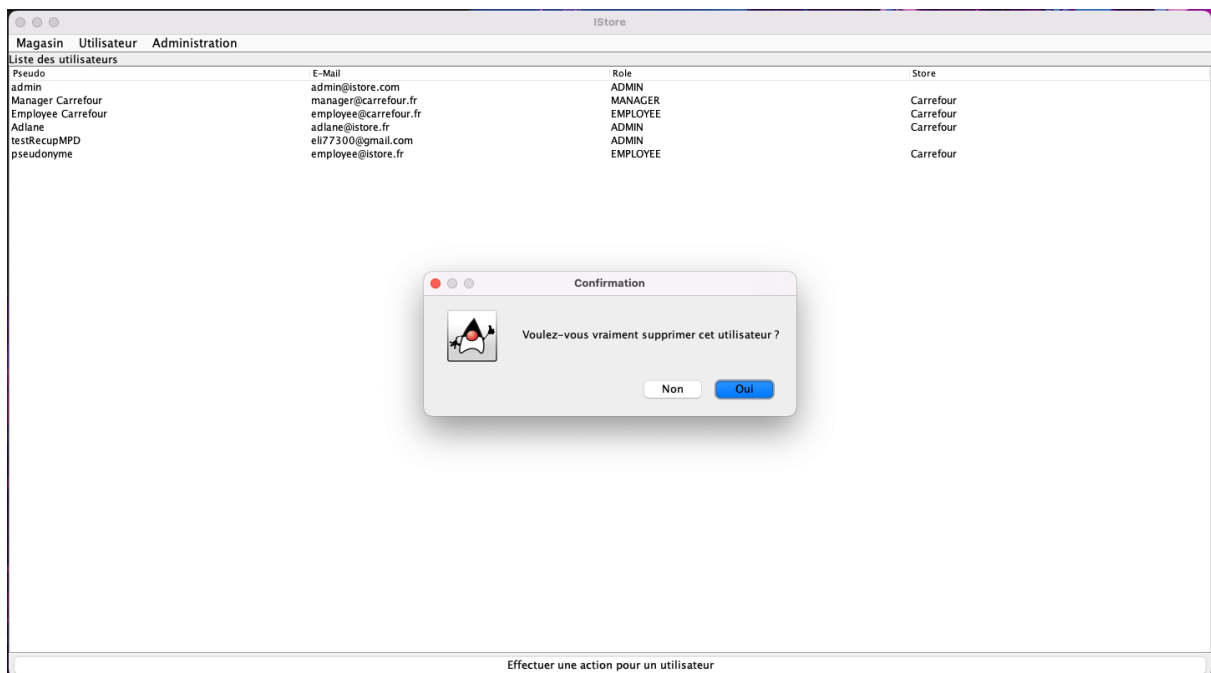 IStore
Magasin Utilisateur Administration
Liste des utilisateurs
Pseudo E-Mail Role Store
admin admin@istore.com ADMIN
Manager Carrefour manager@carrefour.fr MANAGER Carrefour
Employee Carrefour employee@carrefour.fr EMPLOYEE Carrefour
Adlane adlane@istore.fr ADMIN Carrefour
testRecupMPD eli77300@gmail.com ADMIN
pseudonyme employee@istore.fr EMPLOYEE Carrefour
Confirmation
Voulez-vous vraiment supprimer cet utilisateur ?
Non Oui
Effectuer une action pour un utilisateur